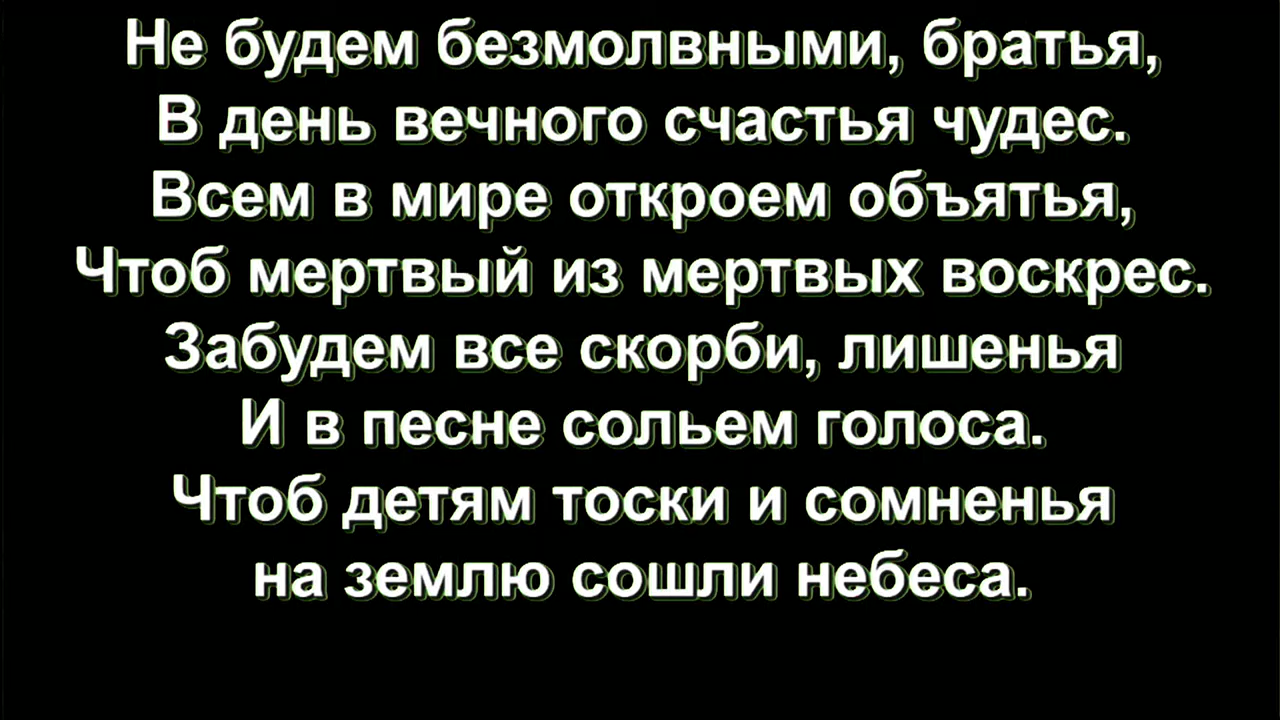 Не будем безмолвными, братья,
В день вечного счастья чудес.
Всем в мире откроем объятья,
Чтоб мертвый из мертвых воскрес.
Забудем все скорби, лишенья
И в песне сольем голоса.
Чтоб детям тоски и сомненья
на землю сошли небеса.